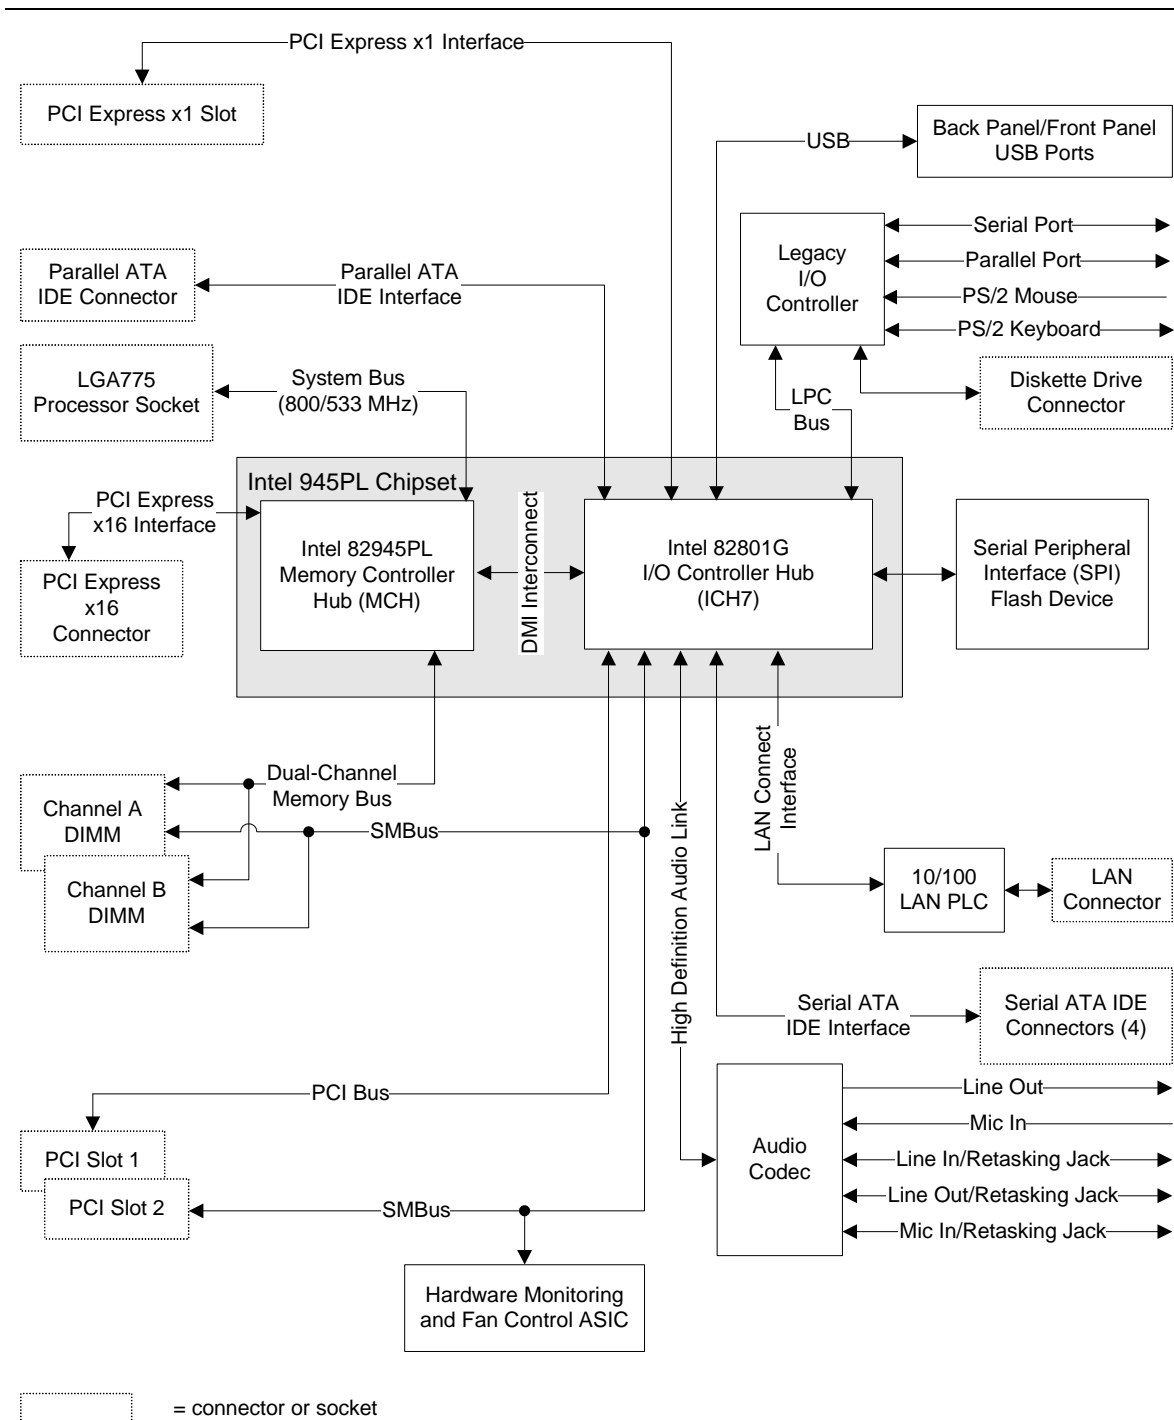 PCI Express x1 Interface
PCI Express x1 Slot
USB
Back Panel/Front Panel
USB Ports
Legacy
I/O
Controller
Serial Port
Parallel Port
PS/2 Mouse
PS/2 Keyboard
Parallel ATA
IDE Connector
Parallel ATA
IDE Interface
LGA775
Processor Socket
System Bus
(800/533 MHz)
LPC
Bus
Diskette Drive
Connector
Intel 945PL Chipset
PCI Express
x16 Interface
PCI Express
x16
Connector
Intel 82945PL
Memory Controller
Hub (MCH)
DMI Interconnect
Intel 82801G
I/O Controller Hub
(ICH7)
Serial Peripheral
Interface (SPI)
Flash Device
Dual-Channel
Memory Bus
Channel A
DIMM
SMBus
Channel B
DIMM
High Definition Audio Link
LAN Connect
Interface
10/100
LAN PLC
LAN
Connector
Serial ATA
IDE Interface
Serial ATA IDE
Connectors (4)
PCI Bus
PCI Slot 1
PCI Slot 2
SMBus
Hardware Monitoring
and Fan Control ASIC
Audio
Codec
Line Out
Mic In
Line In/Retasking Jack
Line Out/Retasking Jack
Mic In/Retasking Jack
= connector or socket